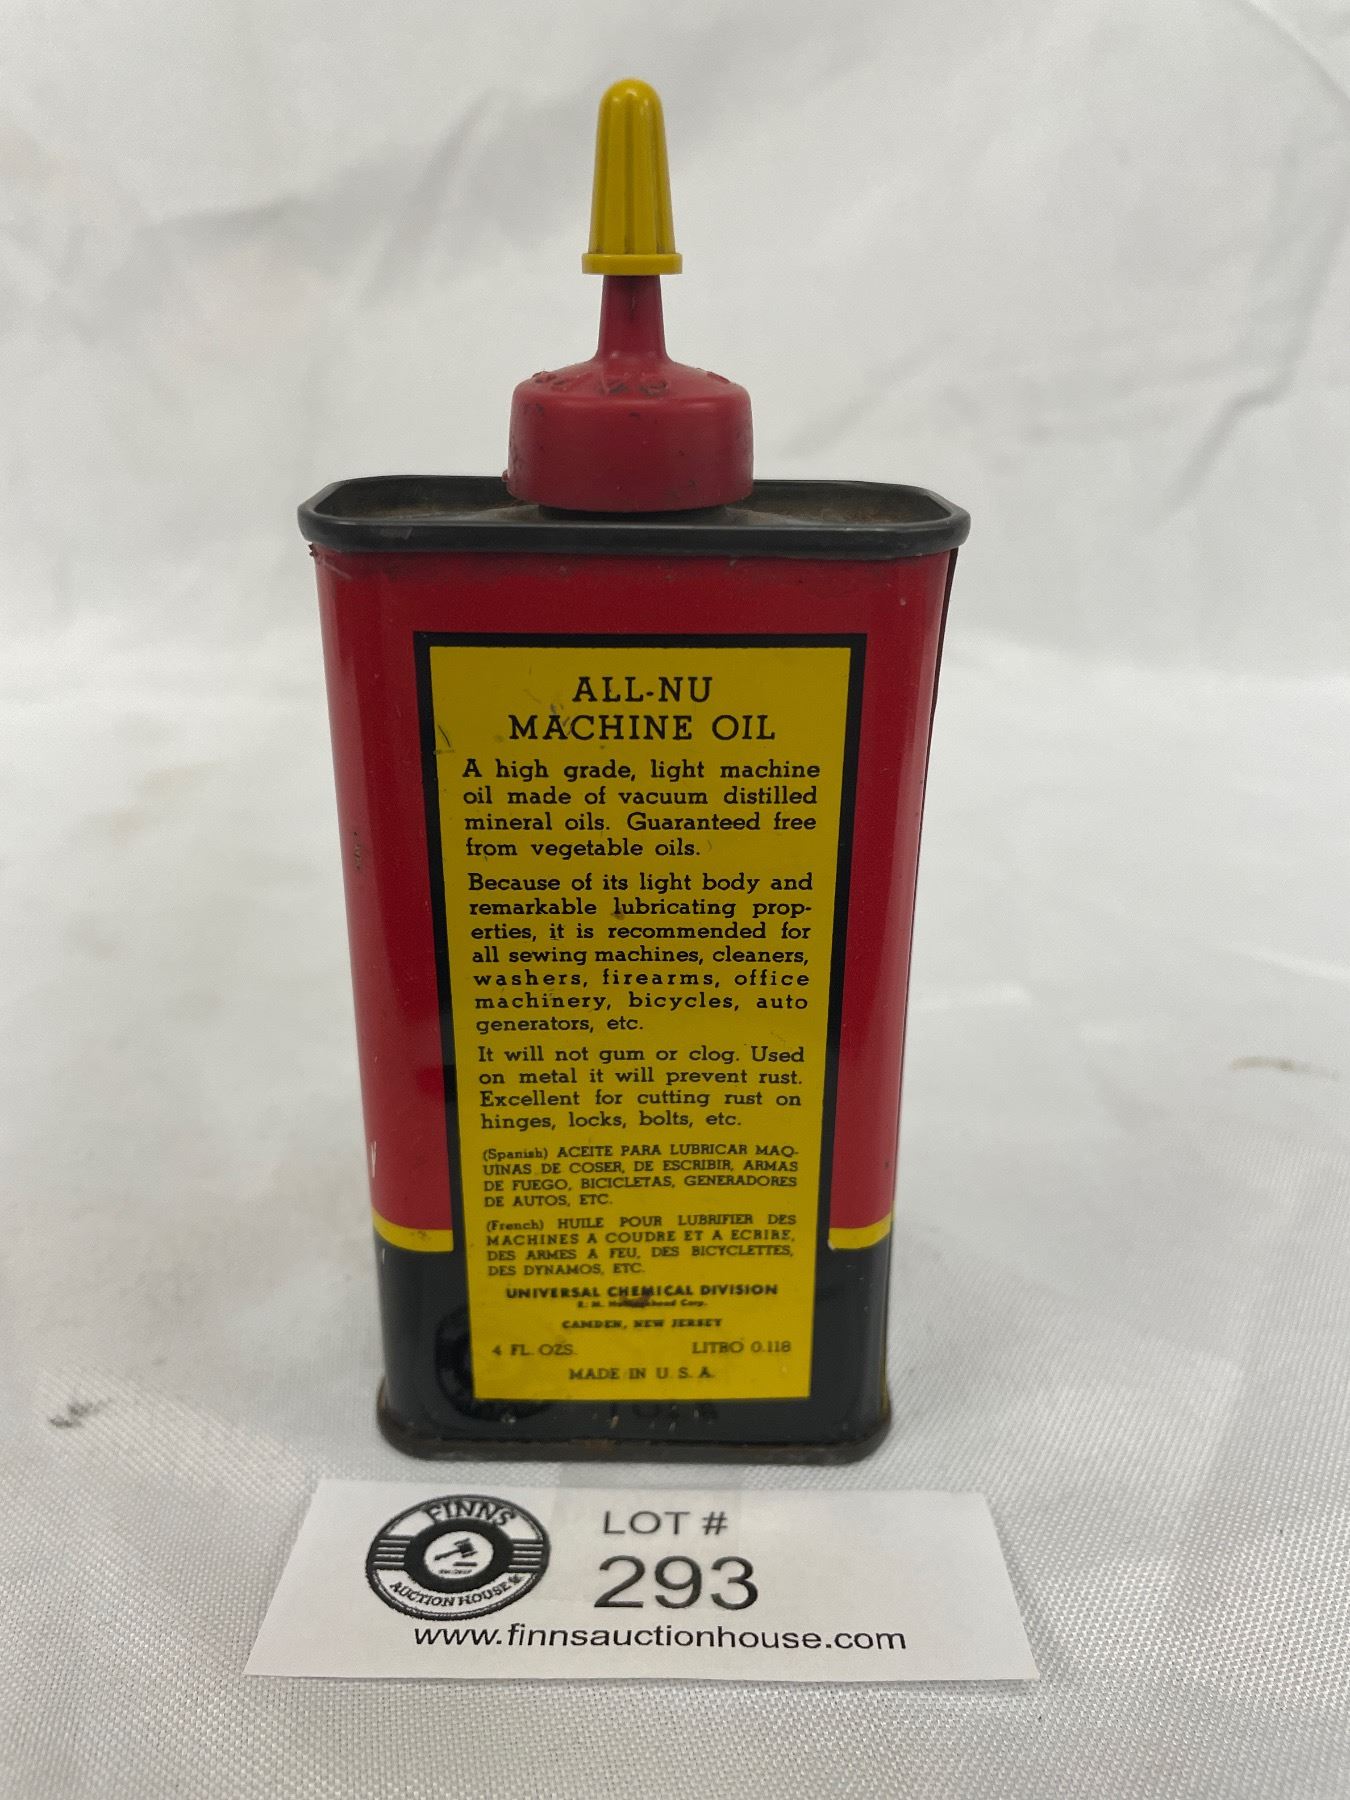 ALL-NU
MACHINE OIL
A high grade, light machine
oil made of vacuum distilled
mineral oils. Guaranteed free
from vegetable oils.
Because of its light body and
remarkable lubricating prop-
erties, it is recommended for
all sewing machines, cleaners,
washers, firearms, office
machinery, bicycles, auto
generators, etc.
It will not gum or clog. Used
on metal it will prevent rust.
Excellent for cutting rust on
hinges, locks, bolts, etc.
(Spanish) ACEITE PARA LUBRICAR MAQ-
UINAS DE COSER, DE ESCRIBIR, ARMAS
DE FUEGO, BICICLETAS, GENERADORES
DE AUTOS, ETC.
(French) HUILE POUR LUBRIFIER DES
MACHINES A COUDRE ET A ECRIRE,
DES ARMES A FEU, DES BICYCLETTES,
DES DYNAMOS, ETC.
UNIVERSAL CHEMICAL DIVISION
Corp.
CAMDEN, NEW JERSEY
4 FL. OZS. LITRO 0.118
MADE IN U. S. A.
FINNS
AUCTION HOUSE
LOT #
293
www.finnsauctionhouse.com